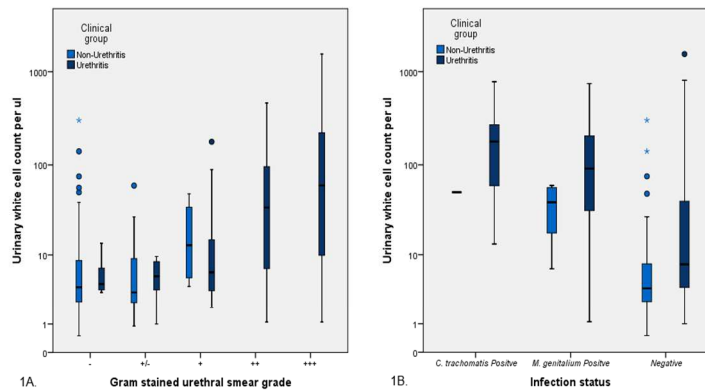 Clinical group
Non-Urethritis
Urethritis
Urinary white cell count per ul
1000
100
10
1
0
-
+/-
+
++
+++
1A.
Gram stained urethral smear grade
Clinical group
Non-Urethritis
Urethritis
Urinary white cell count per ul
1000
100
10
1
0
C. trachomatis Positve
M. genitalium Positve
Negative
1B.
Infection status